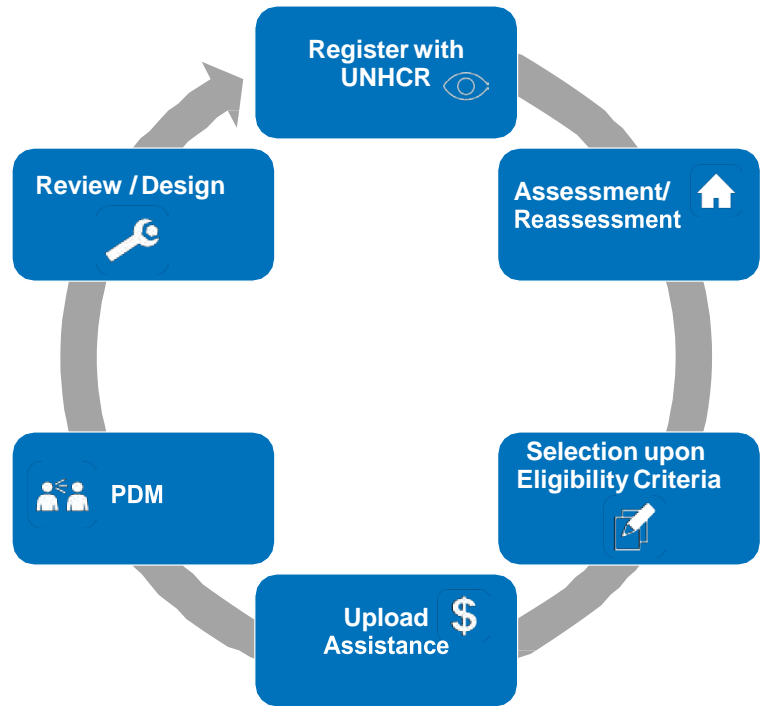 Register with
UNHCR
Assessment/
Reassessment
Selection upon
Eligibility Criteria
Upload
Assistance
$
PDM
Review / Design